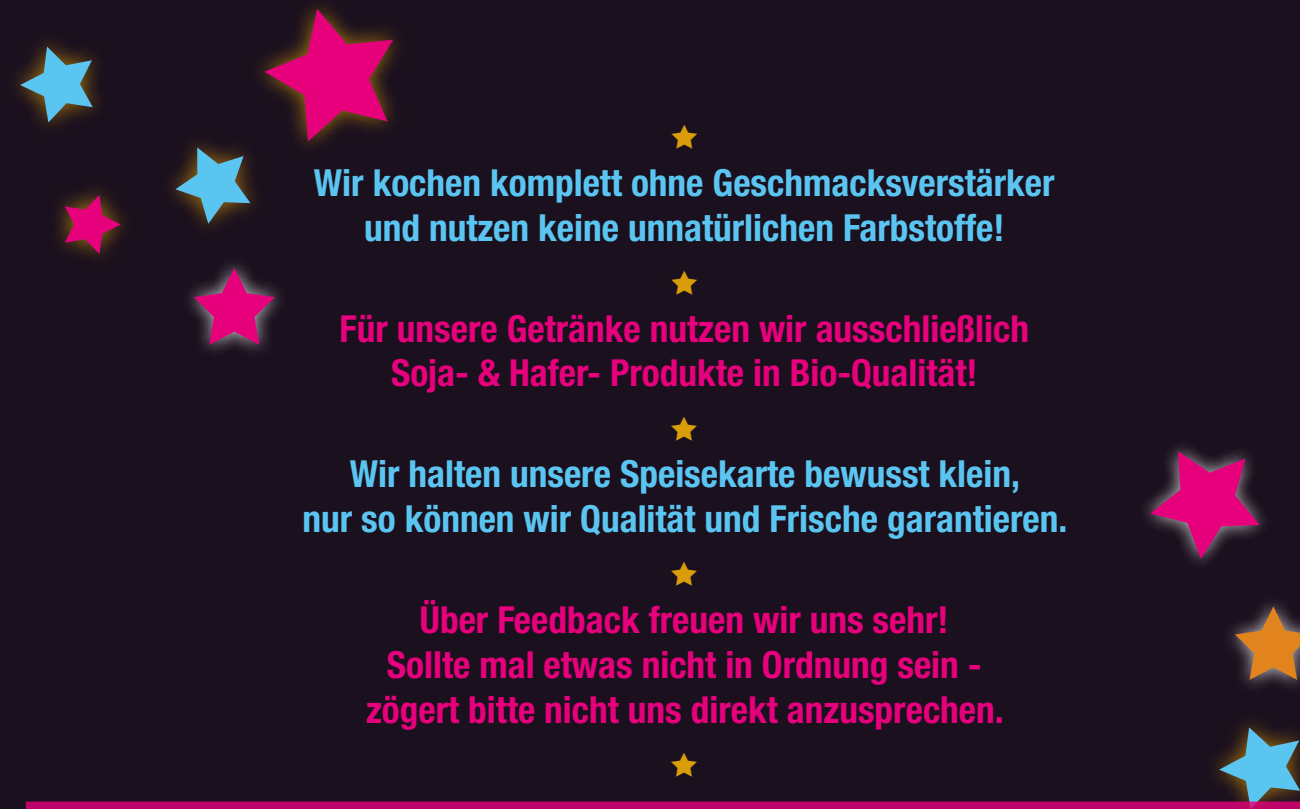 Wir kochen komplett ohne Geschmacksverstärker
und nutzen keine unnatürlichen Farbstoffe!
Für unsere Getränke nutzen wir ausschließlich
Soja- & Hafer- Produkte in Bio-Qualität!
Wir halten unsere Speisekarte bewusst klein,
nur so können wir Qualität und Frische garantieren.
Über Feedback freuen wir uns sehr!
Sollte mal etwas nicht in Ordnung sein -
zögert bitte nicht uns direkt anzusprechen.